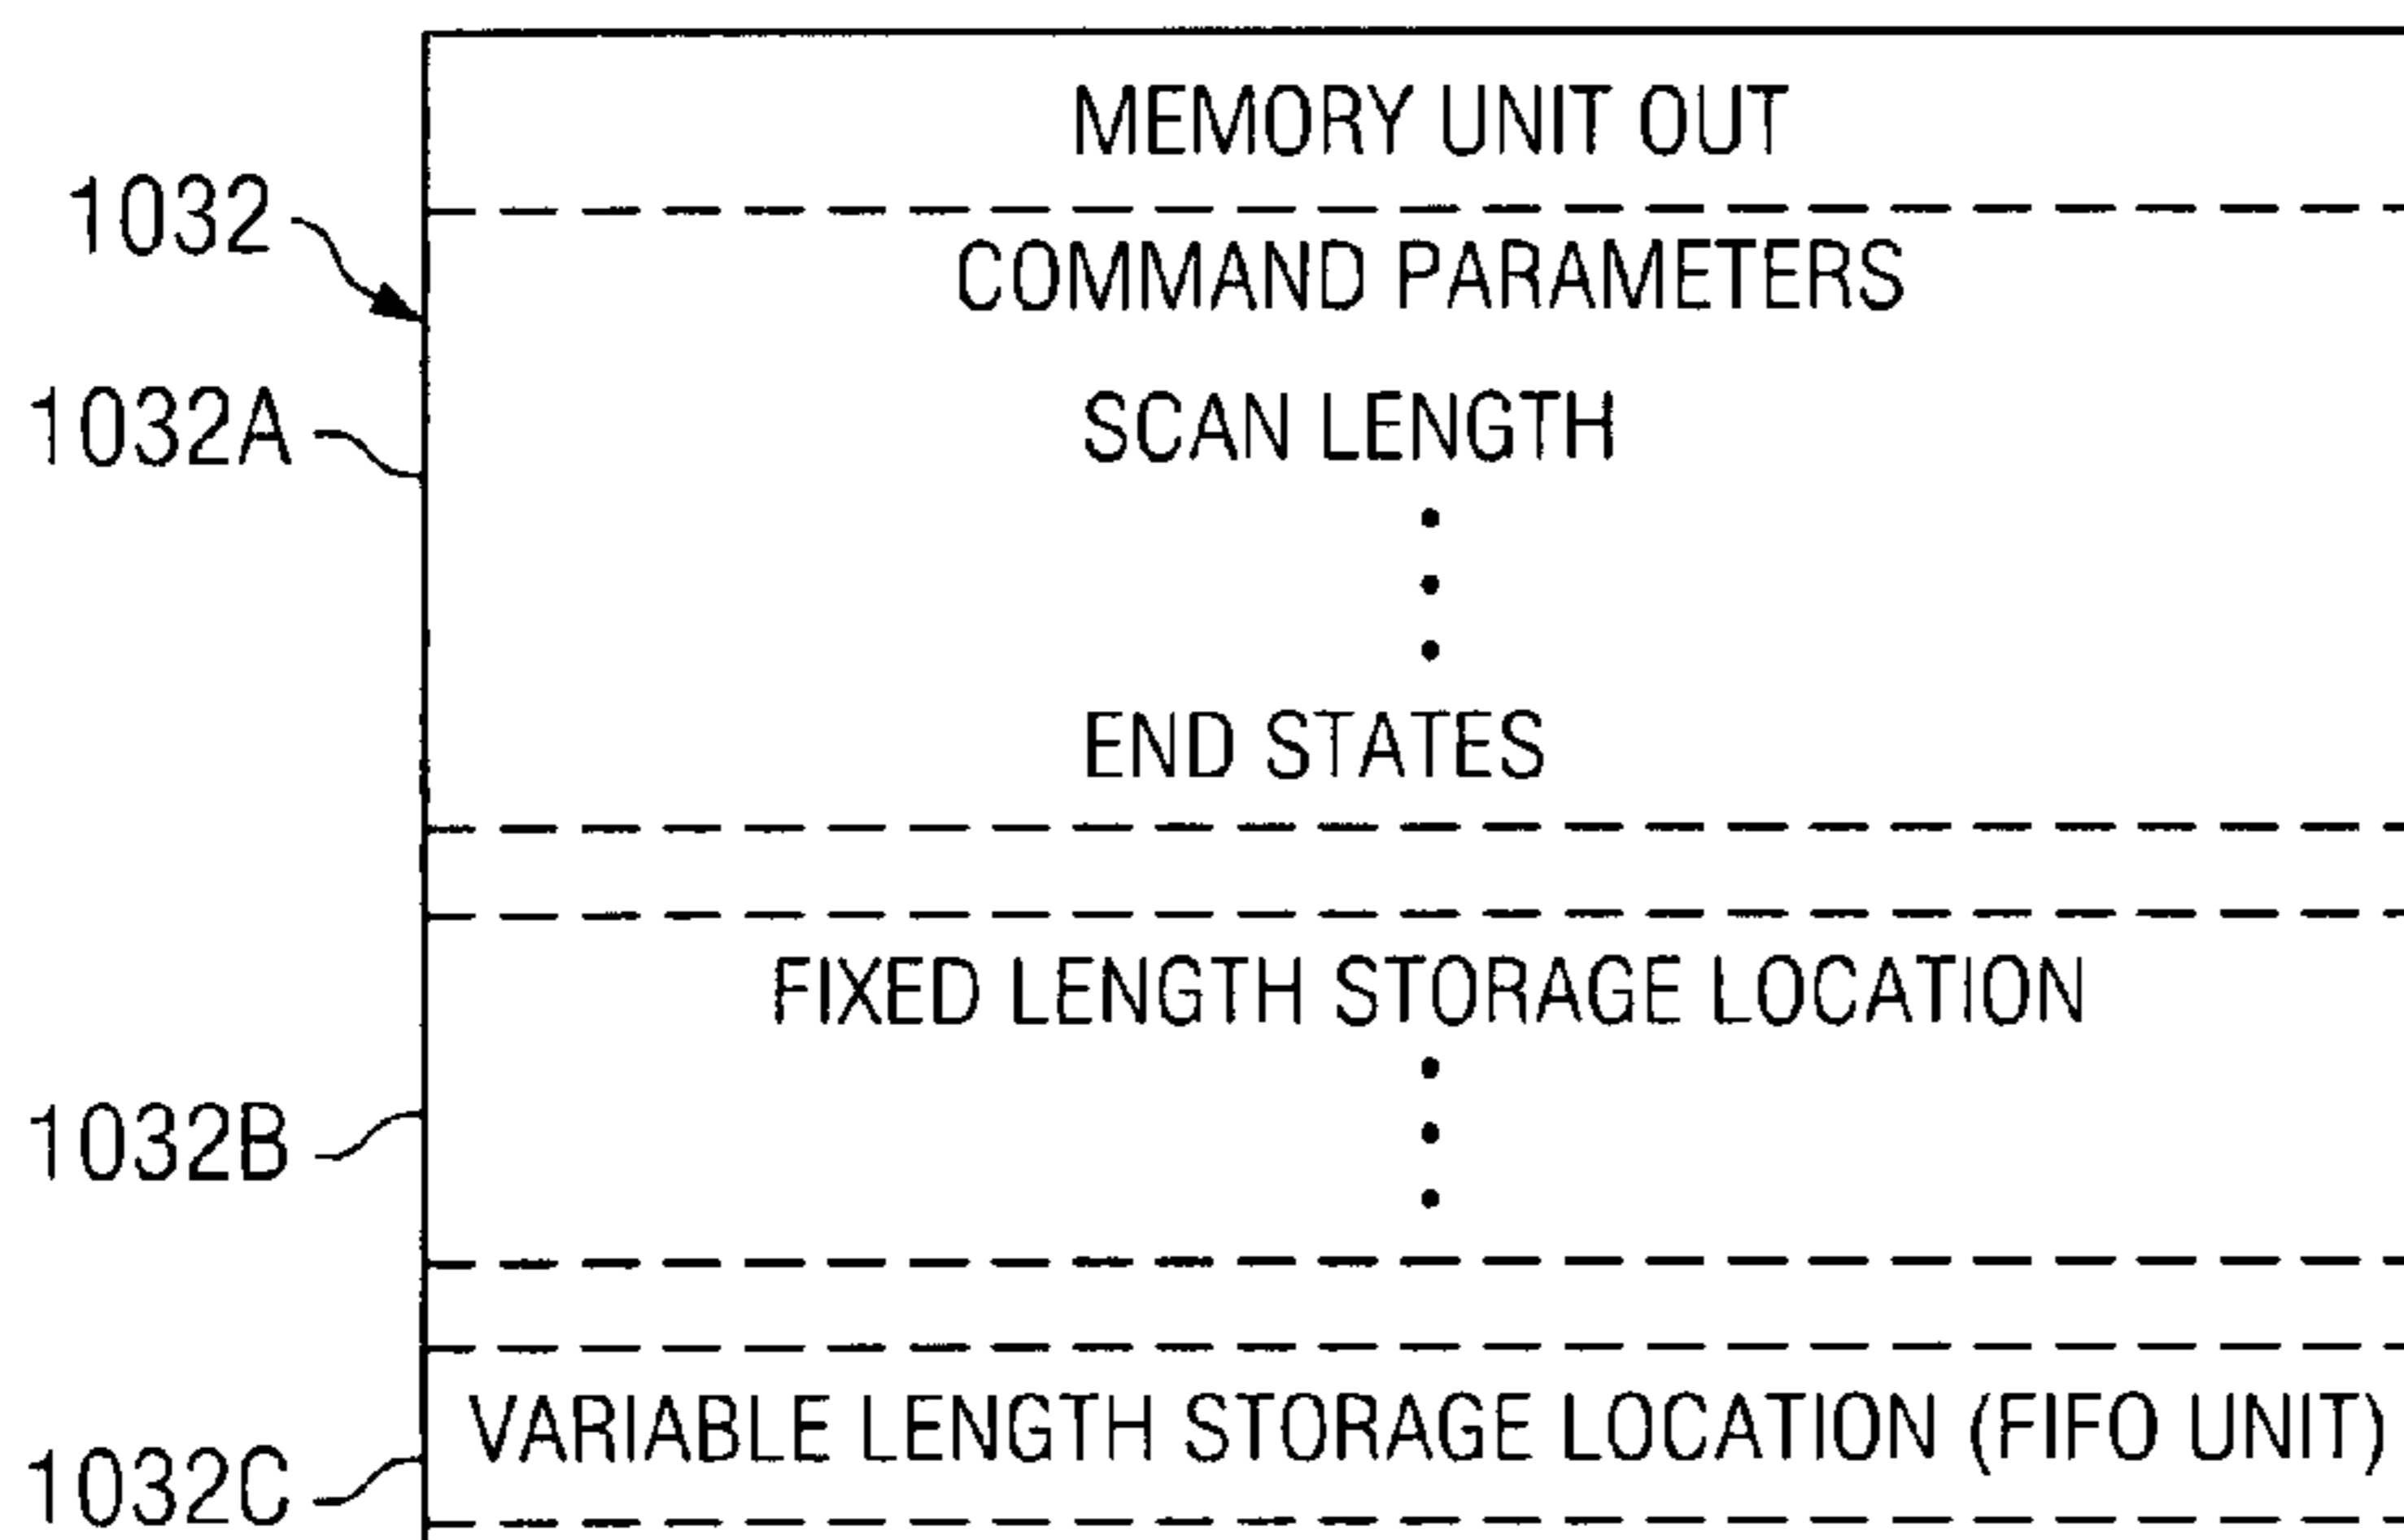 MEMORY UNIT OUT
1032
COMMAND PARAMETERS
1032A
SCAN LENGTH
END STATES
FIXED LENGTH STORAGE LOCATION
1032B
VARIABLE LENGTH STORAGE LOCATION (FIFO UNIT)
1032C